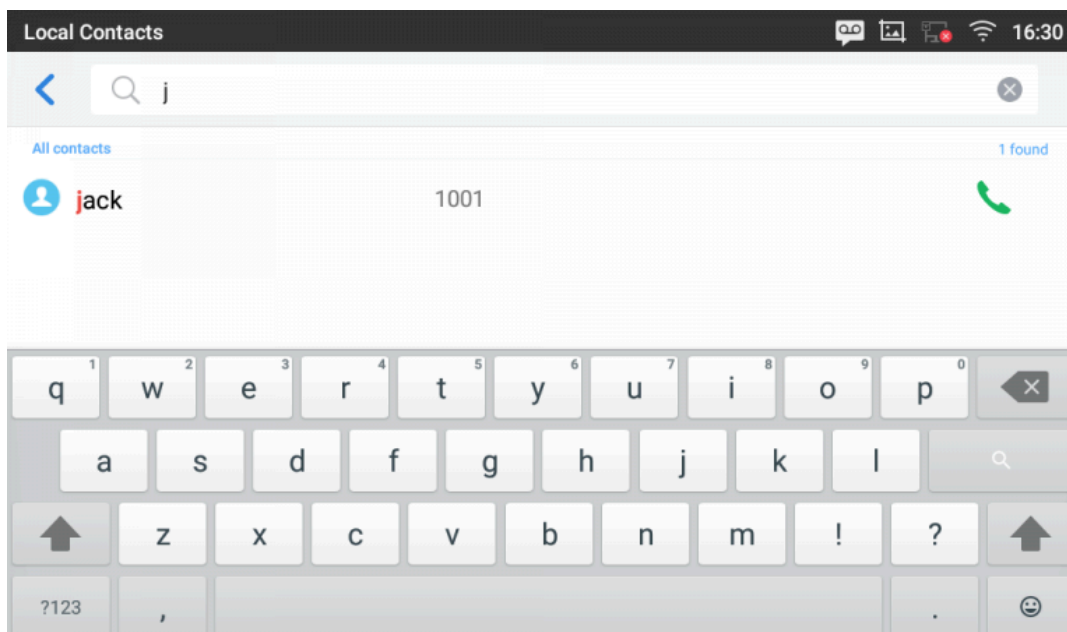 Local Contacts 16:30
j
All contacts 1 found
jack 1001
1 2 3 4 5 6 7 8 9 0
q w e r t y u i o p
a s d f g h j k l
z x c v b n m ! ?
?123 , .